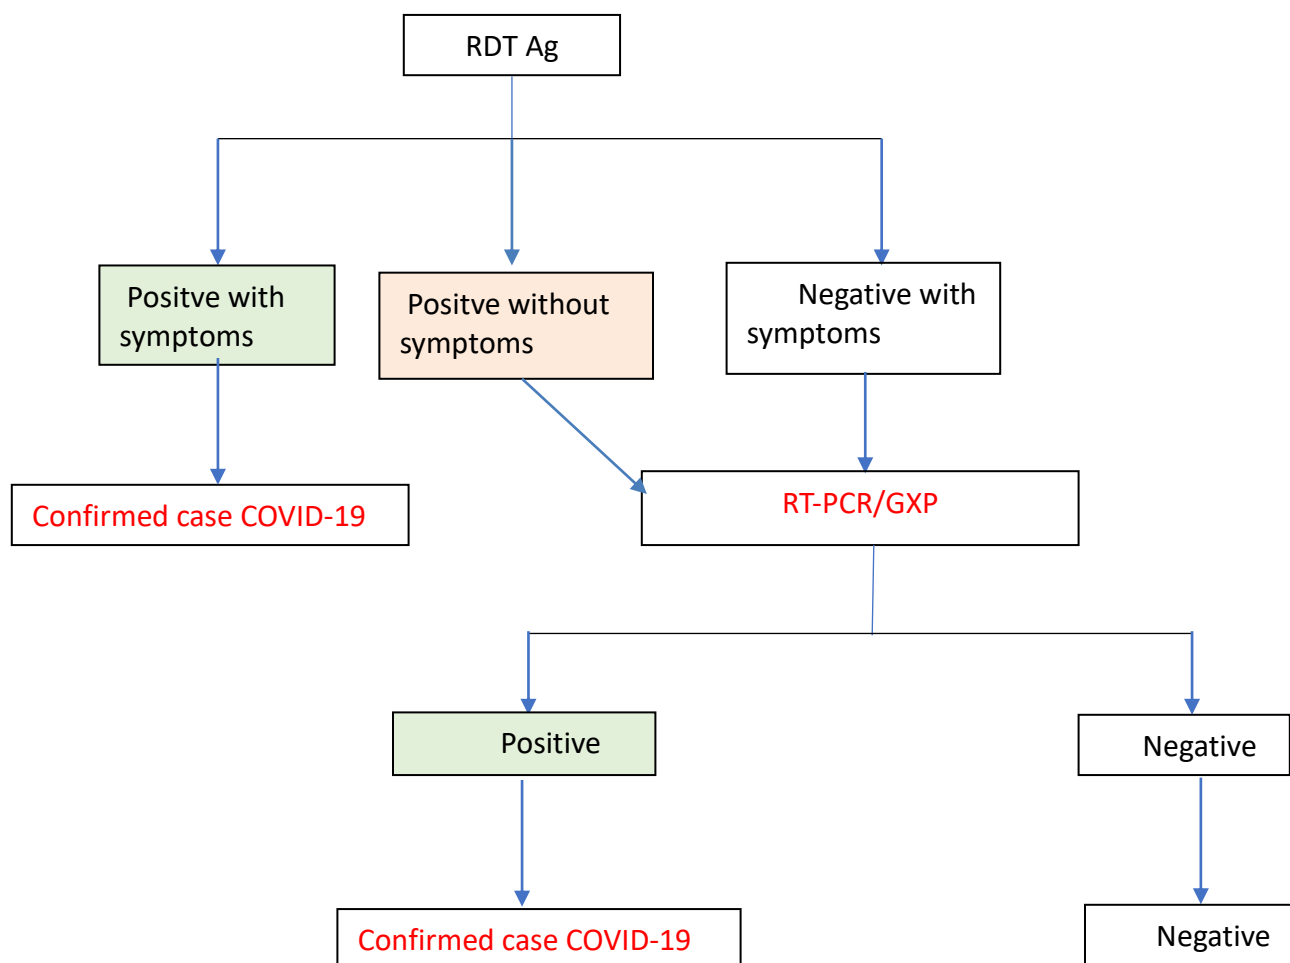 RDT Ag
Positve with
symptoms
Positve without
symptoms
Negative with
symptoms
Confirmed case COVID-19
RT-PCR/GXP
Positive
Negative
Confirmed case COVID-19
Negative